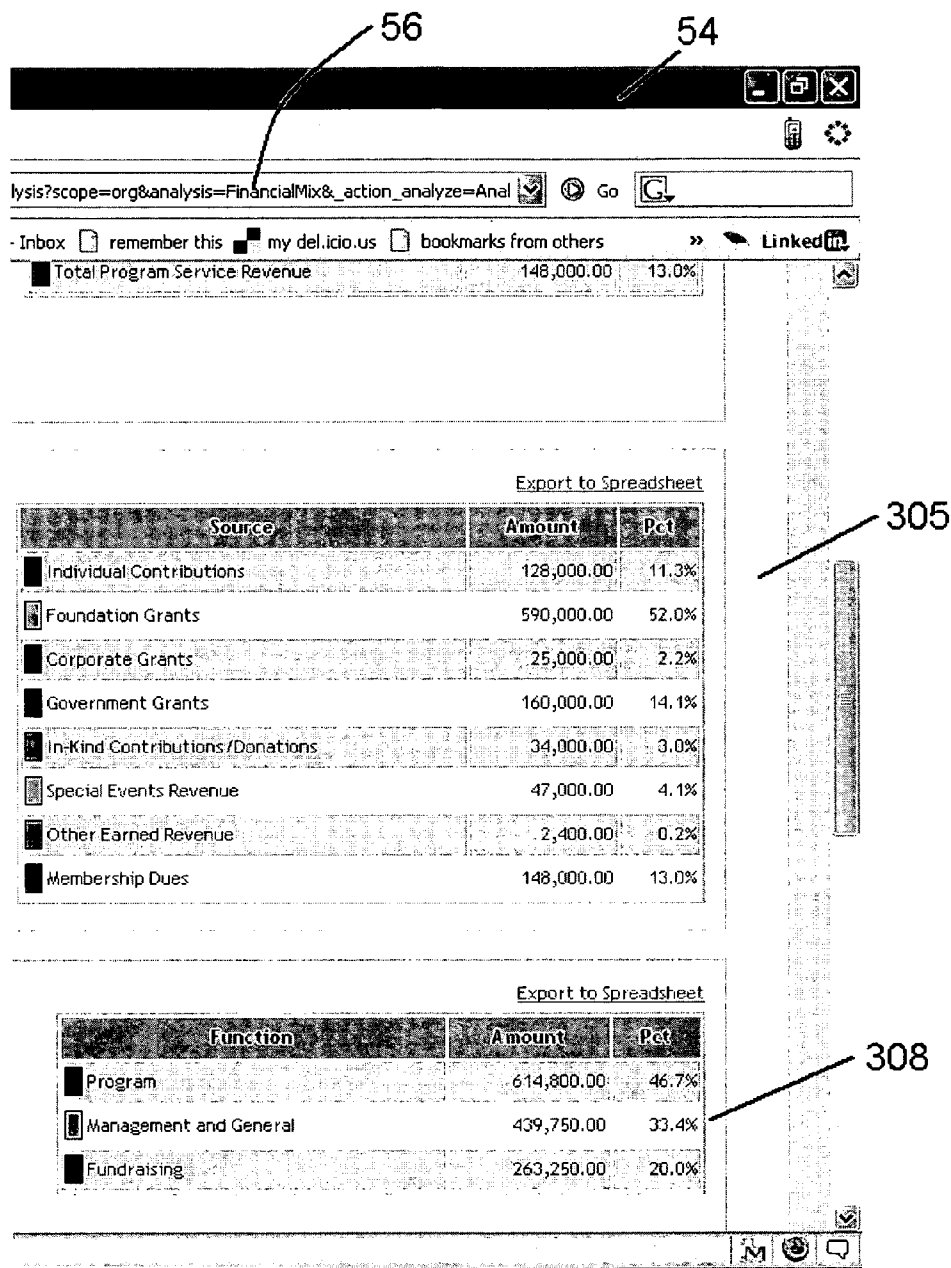 56
54
lysis?scope=org&analysis=FinancialMix&_action_analyze=Anal Go G
- Inbox remember this my del.icio.us bookmarks from others » Linked in
Total Program Service Revenue 148,000.00 13.0%
Export to Spreadsheet
Source Amount Pct
305
Individual Contributions 128,000.00 11.3%
Foundation Grants 590,000.00 52.0%
Corporate Grants 25,000.00 2.2%
Government Grants 160,000.00 14.1%
In-Kind Contributions/Donations 34,000.00 3.0%
Special Events Revenue 47,000.00 4.1%
Other Earned Revenue 2,400.00 0.2%
Membership Dues 148,000.00 13.0%
Export to Spreadsheet
Function Amount Pct
308
Program 614,800.00 46.7%
Management and General 439,750.00 33.4%
Fundraising 263,250.00 20.0%
M